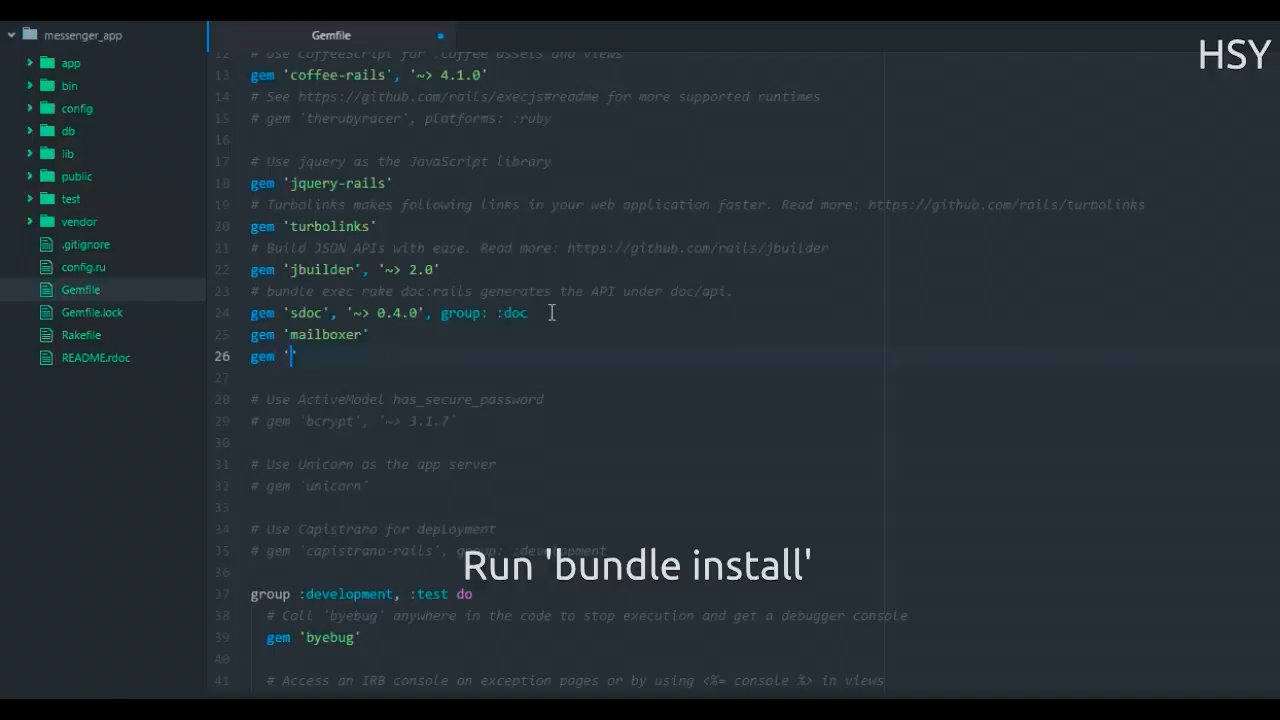 messenger_app
app
bin
config
db
lib
public
test
vendor
.gitignore
config.ru
Gemfile
Gemfile.lock
Rakefile
README.rdoc
Gemfile
HSY
12 # Use CoffeeScript for .coffee assets and views
13 gem 'coffee-rails', '~> 4.1.0'
14 # See https://github.com/rails/execjs#readme for more supported runtimes
15 # gem 'therubyracer', platforms: :ruby
16
17 # Use jquery as the JavaScript library
18 gem 'jquery-rails'
19 # Turbolinks makes following links in your web application faster. Read more: https://github.com/rails/turbolinks
20 gem 'turbolinks'
21 # Build JSON APIs with ease. Read more: https://github.com/rails/jbuilder
22 gem 'jbuilder', '~> 2.0'
23 # bundle exec rake doc:rails generates the API under doc/api.
24 gem 'sdoc', '~> 0.4.0', group: :doc
25 gem 'mailboxer'
26 gem ''
27
28 # Use ActiveModel has_secure_password
29 # gem 'bcrypt', '~> 3.1.7'
30
31 # Use Unicorn as the app server
32 # gem 'unicorn'
33
34 # Use Capistrano for deployment
35 # gem 'capistrano-rails', group: :development
36
Run 'bundle install'
37 group :development, :test do
38 # Call 'byebug' anywhere in the code to stop execution and get a debugger console
39 gem 'byebug'
40
41 # Access an IRB console on exception pages or by using <%= console %> in views